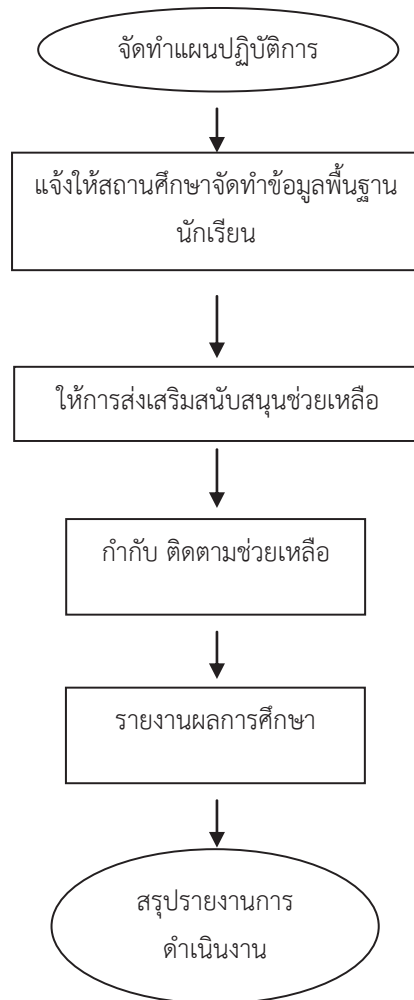 จัดทำแผนปฏิบัติการ
แจ้งให้สถานศึกษาจัดทำข้อมูลพื้นฐาน
นักเรียน
ให้การส่งเสริมสนับสนุนช่วยเหลือ
กำกับ ติดตามช่วยเหลือ
รายงานผลการศึกษา
สรุปรายงานการ
ดำเนินงาน